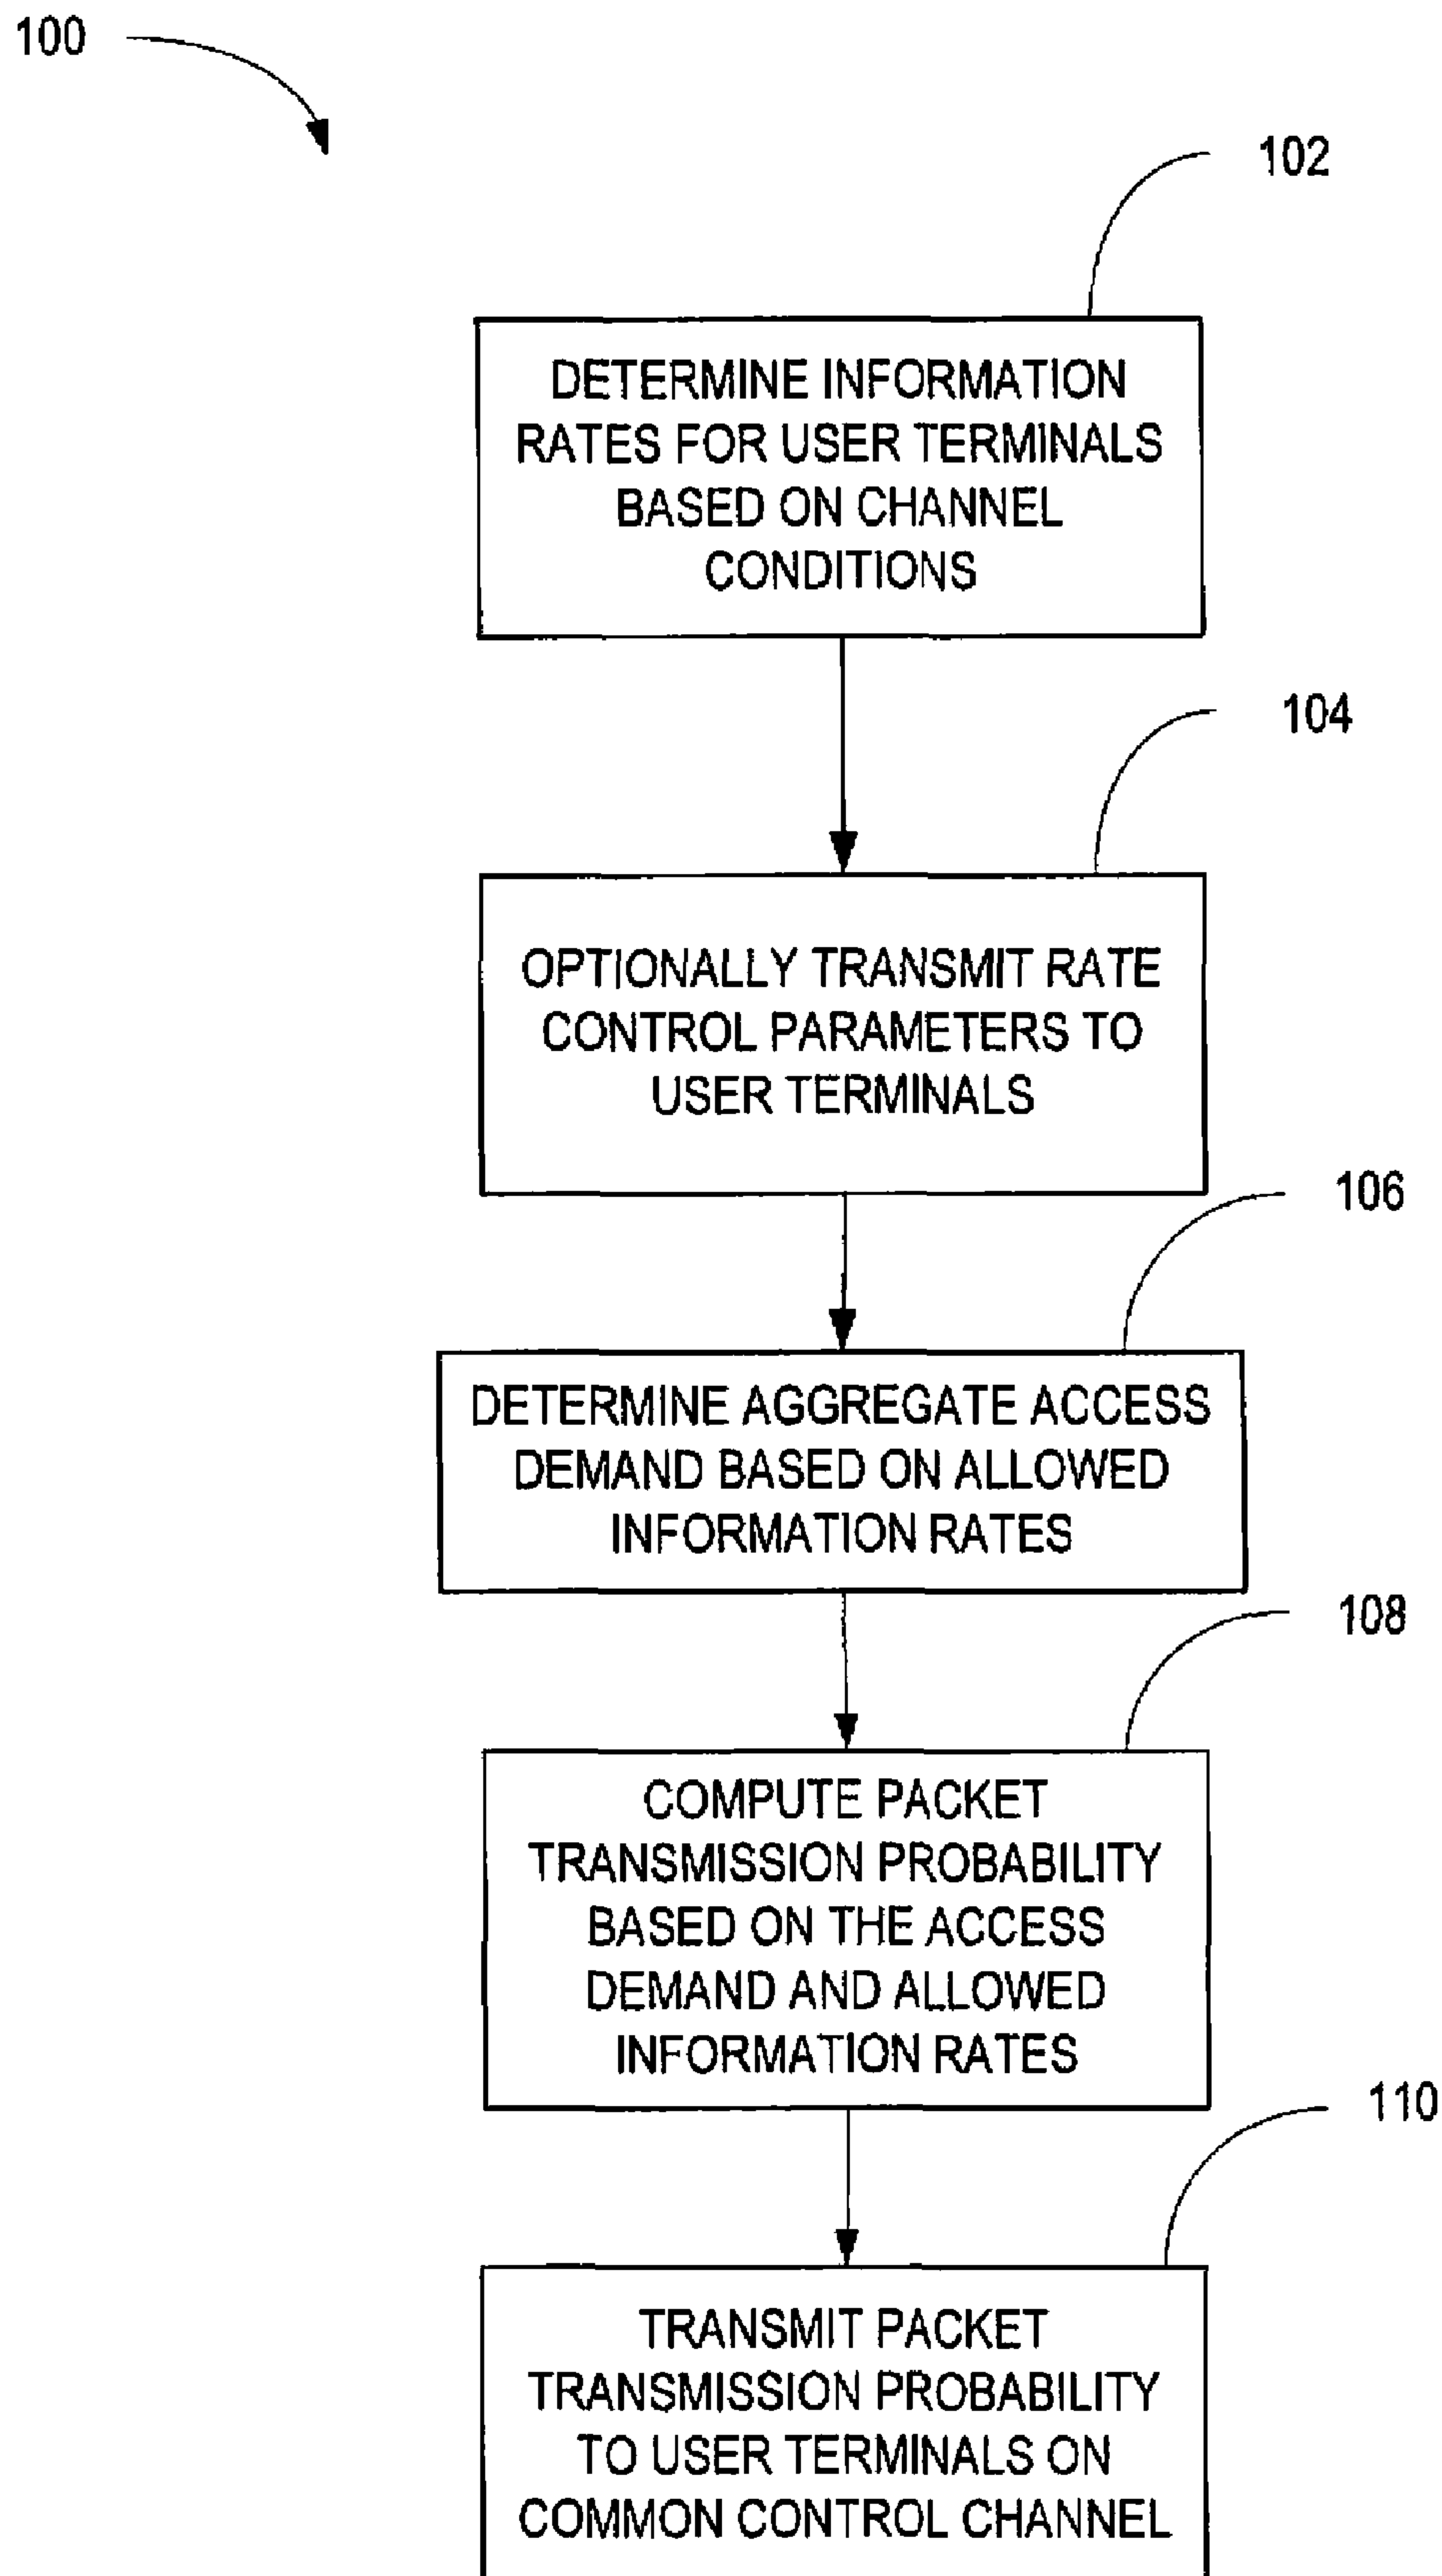 100
102
DETERMINE INFORMATION
RATES FOR USER TERMINALS
BASED ON CHANNEL
CONDITIONS
104
OPTIONALLY TRANSMIT RATE
CONTROL PARAMETERS TO
USER TERMINALS
106
DETERMINE AGGREGATE ACCESS
DEMAND BASED ON ALLOWED
INFORMATION RATES
108
COMPUTE PACKET
TRANSMISSION PROBABILITY
BASED ON THE ACCESS
DEMAND AND ALLOWED
INFORMATION RATES
110
TRANSMIT PACKET
TRANSMISSION PROBABILITY
TO USER TERMINALS ON
COMMON CONTROL CHANNEL